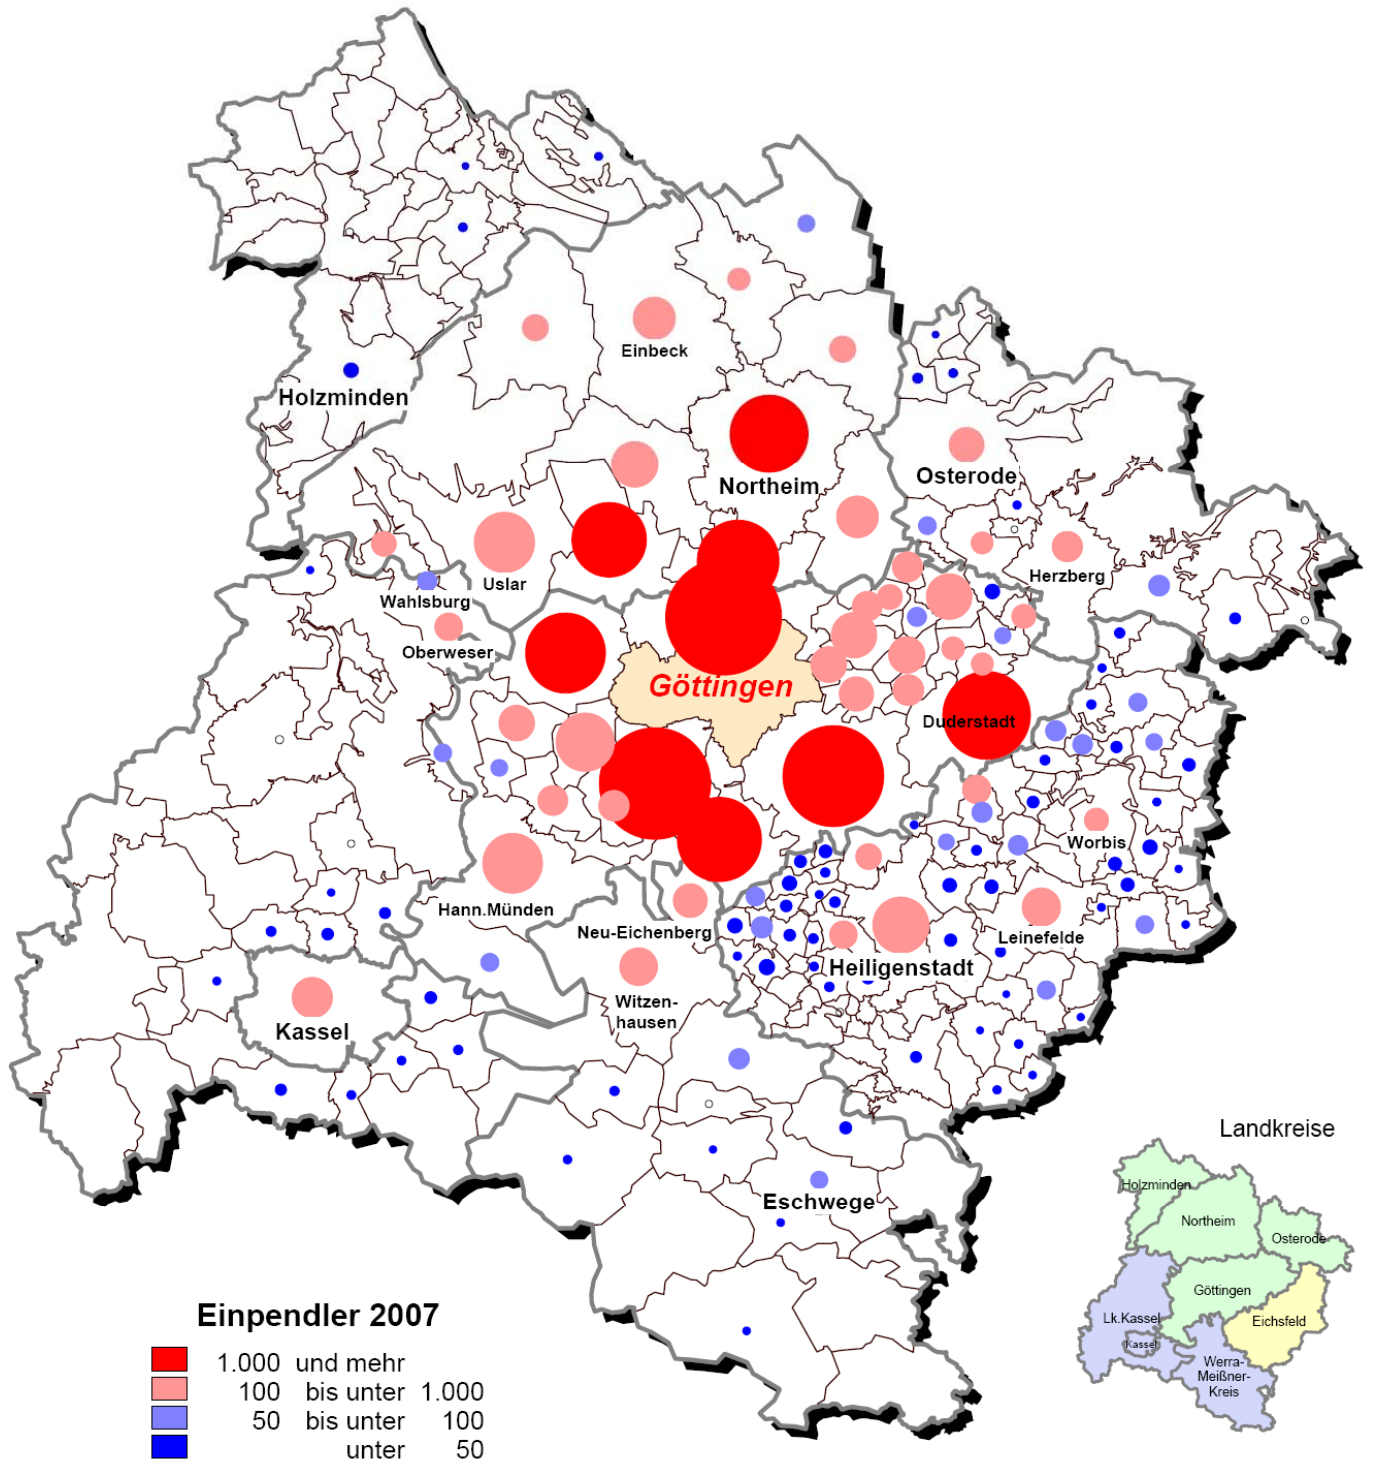 Einbeck
Holzminden
Northeim
Osterode
Uslar
Herzberg
Wahlsburg
Oberweser
Göttingen
Duderstadt
Worbis
Hann.Münden
Neu-Eichenberg
Leinefelde
Heiligenstadt
Witzen-
hausen
Kassel
Eschwege
Landkreise
Holzminden
Northeim
Osterode
Göttingen
Lk.Kassel
Eichsfeld
Kassel
Werra-
Meißner-
Kreis
Einpendler 2007
1.000 und mehr
100 bis unter 1.000
50 bis unter 100
unter 50